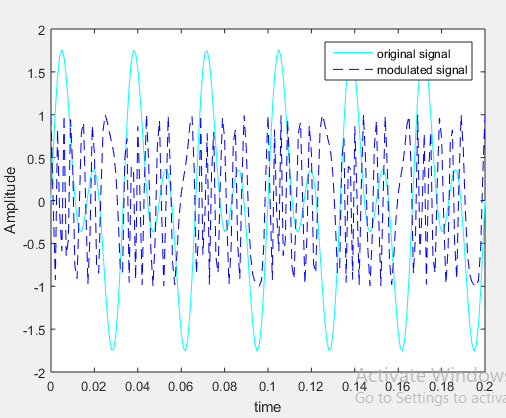 2
1.5
1
0.5
0
-0.5
-1
-1.5
-2
Amplitude
original signal
modulated signal
0 0.02 0.04 0.06 0.08 0.1 0.12 0.14 0.16 0.18 0.2
time
Activate Windows
Go to Settings to activa